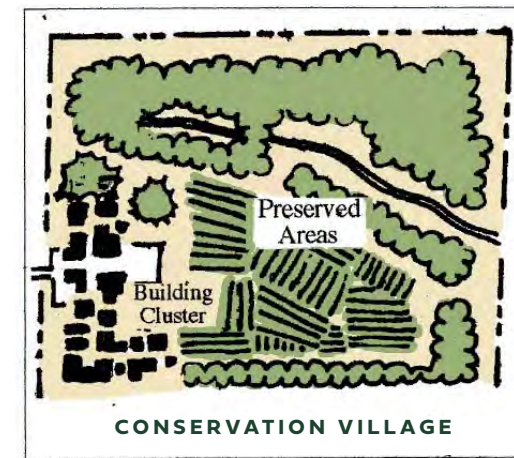 Preserved
Areas
Building
Cluster
CONSERVATION VILLAGE